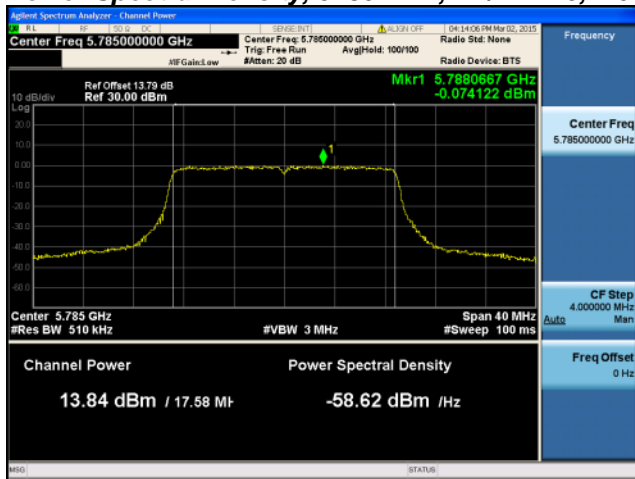 Agilent Spectrum Analyzer - Channel Power
RL RF 50 Ω DC SENSE:INT ALIGN OFF 04:14:06 PM Mar 02, 2015
Center Freq 5.785000000 GHz
Center Freq: 5.785000000 GHz
Radio Std: None
Frequency
Trig: Free Run Avg|Hold: 100/100
#IFGain:Low #Atten: 20 dB Radio Device: BTS
Ref Offset 13.79 dB
Mkr1 5.7880667 GHz
10 dB/div Ref 30.00 dBm
-0.074122 dBm
Log
20.0
10.0
0.00
-10.0
-20.0
-30.0
-40.0
-50.0
-60.0
1
Center Freq
5.785000000 GHz
Center 5.785 GHz
Span 40 MHz
#Res BW 510 kHz
#VBW 3 MHz
#Sweep 100 ms
CF Step
4.000000 MHz
Auto Man
Channel Power
Power Spectral Density
Freq Offset
0 Hz
13.84 dBm / 17.58 MH
-58.62 dBm /Hz
MSG
STATUS